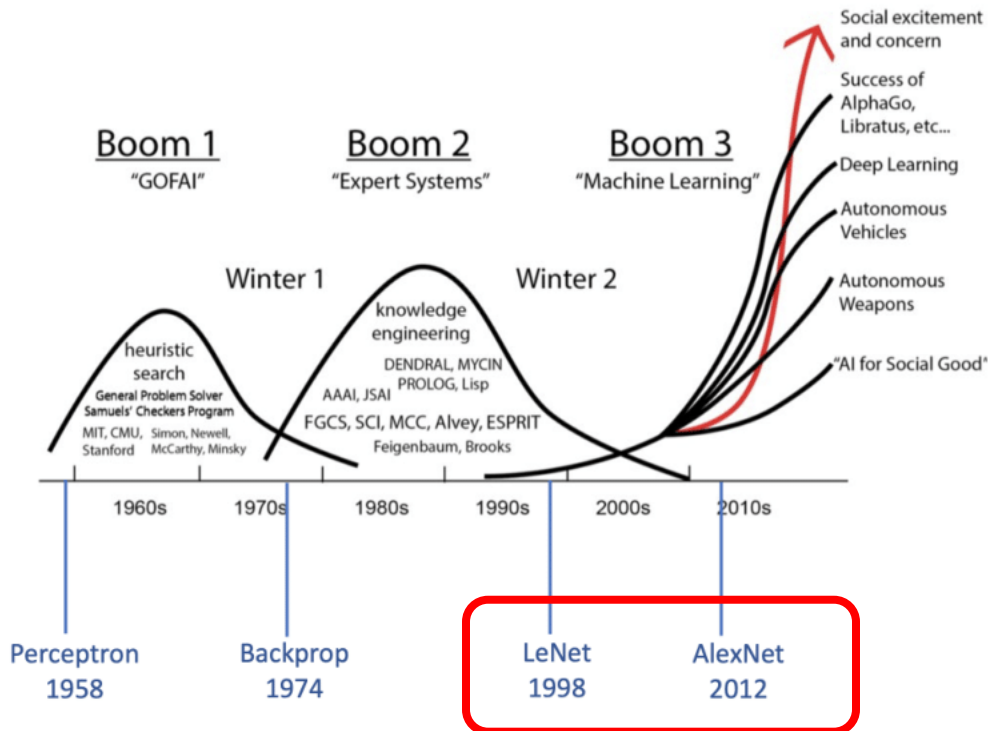 Social excitement
and concern
Success of
AlphaGo,
Libratus, etc...
Boom 1
"GOFAI"
Boom 2
"Expert Systems"
Boom 3
"Machine Learning"
Deep Learning
Autonomous
Vehicles
Winter 1
Winter 2
Autonomous
Weapons
"AI for Social Good"
heuristic
search
General Problem Solver
Samuels' Checkers Program
MIT, CMU,
Stanford
Simon, Newell,
McCarthy, Minsky
knowledge
engineering
DENDRAL, MYCIN
PROLOG, Lisp
AAAI, JSAI
FGCS, SCI, MCC, Alvey, ESPRIT
Feigenbaum, Brooks
1960s
1970s
1980s
1990s
2000s
2010s
Perceptron
1958
Backprop
1974
LeNet
1998
AlexNet
2012